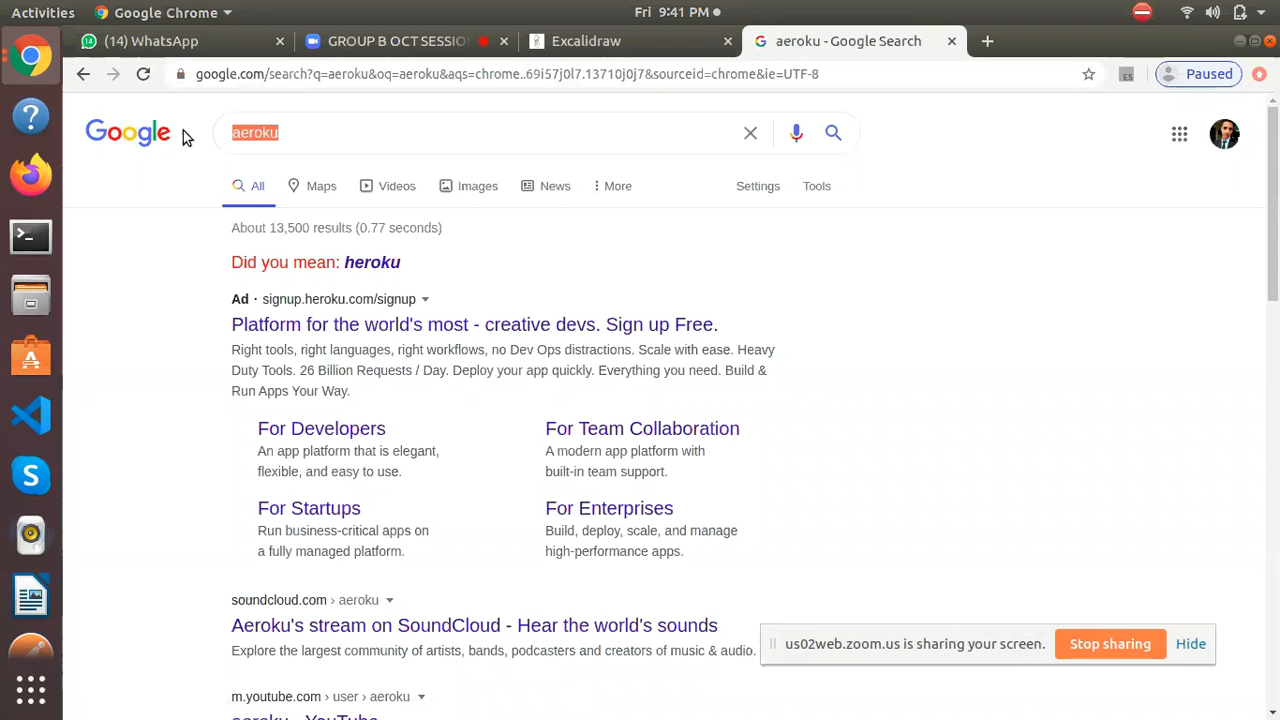 Activities Google Chrome Fri 9:41 PM
(14) WhatsApp GROUP B OCT SESSIO Excalidraw aeroku - Google Search
google.com/search?q=aeroku&oq=aeroku&aqs=chrome..69i57j0l7.13710j0j7&sourceid=chrome&ie=UTF-8 ES Paused
Google aeroku
All Maps Videos Images News More Settings Tools
About 13,500 results (0.77 seconds)
Did you mean: heroku
Ad · signup.heroku.com/signup
Platform for the world's most - creative devs. Sign up Free.
Right tools, right languages, right workflows, no Dev Ops distractions. Scale with ease. Heavy
Duty Tools. 26 Billion Requests / Day. Deploy your app quickly. Everything you need. Build &
Run Apps Your Way.
For Developers
An app platform that is elegant,
flexible, and easy to use.
For Team Collaboration
A modern app platform with
built-in team support.
For Startups
Run business-critical apps on
a fully managed platform.
For Enterprises
Build, deploy, scale, and manage
high-performance apps.
soundcloud.com › aeroku
Aeroku's stream on SoundCloud - Hear the world's sounds
Explore the largest community of artists, bands, podcasters and creators of music & audio.
us02web.zoom.us is sharing your screen. Stop sharing Hide
m.youtube.com › user › aeroku
aeroku - YouTube